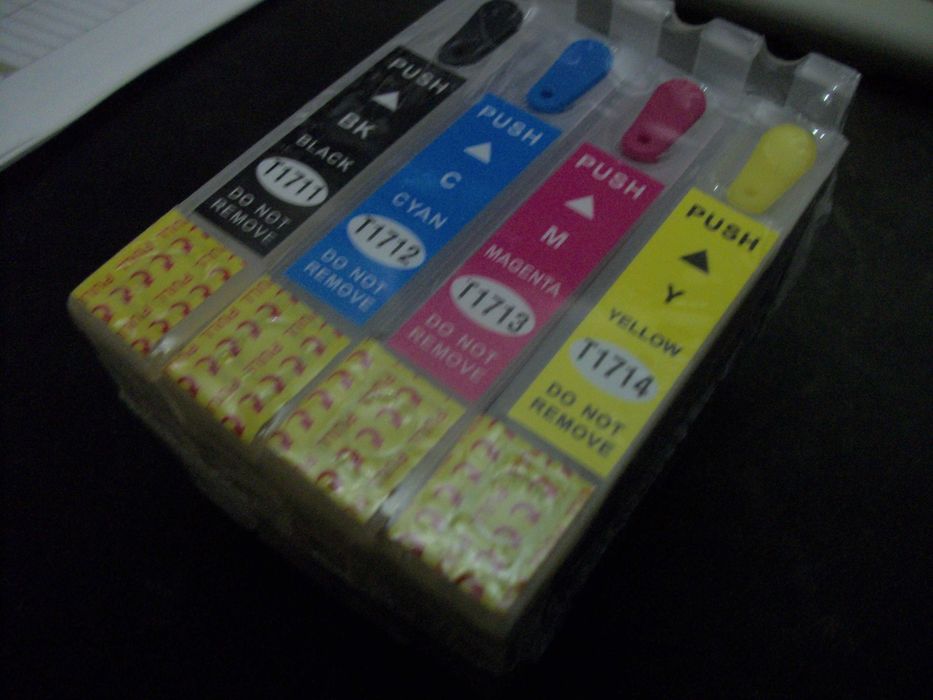 PUSH
BK
BLACK
T1711
DO NOT
REMOVE
PUSH
C
CYAN
T1712
DO NOT
REMOVE
PUSH
M
MAGENTA
T1713
DO NOT
REMOVE
PUSH
Y
YELLOW
T1714
DO NOT
REMOVE